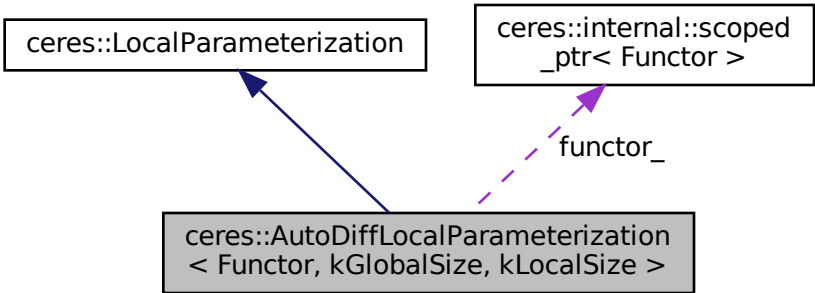 ceres::LocalParameterization
ceres::internal::scoped
_ptr< Functor >
functor_
ceres::AutoDiffLocalParameterization
< Functor, kGlobalSize, kLocalSize >